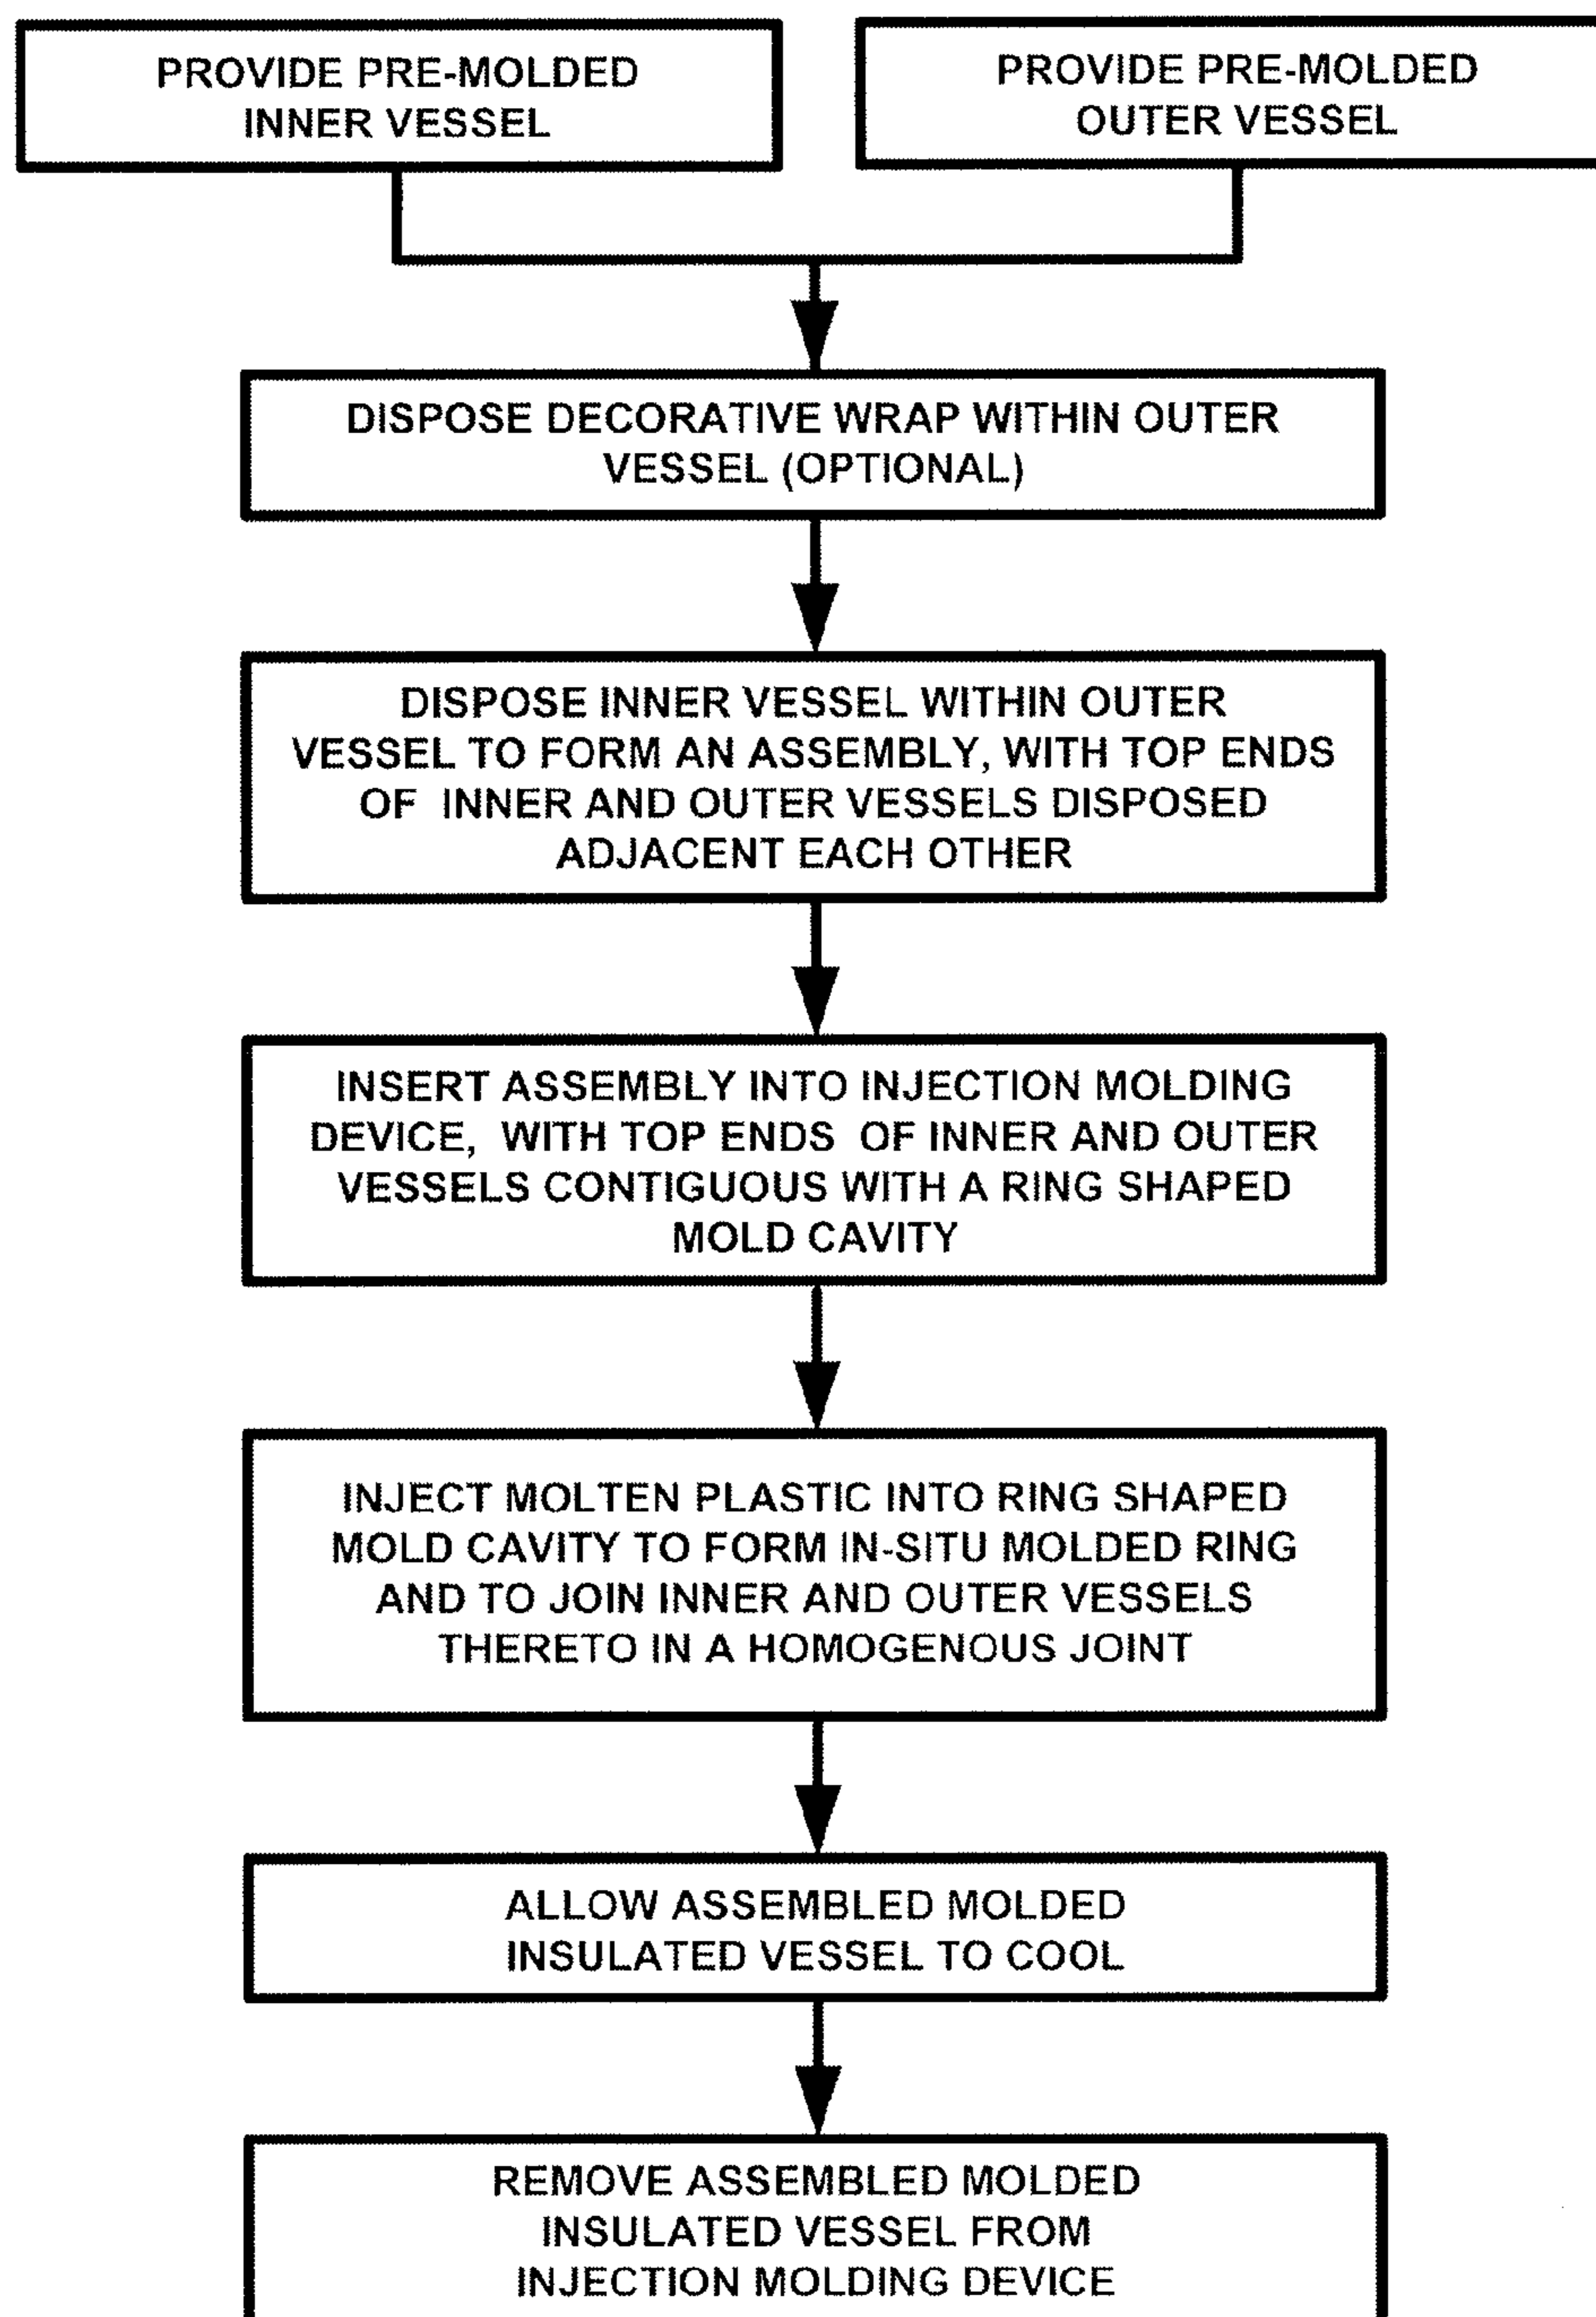 PROVIDE PRE-MOLDED
INNER VESSEL
PROVIDE PRE-MOLDED
OUTER VESSEL
DISPOSE DECORATIVE WRAP WITHIN OUTER
VESSEL (OPTIONAL)
DISPOSE INNER VESSEL WITHIN OUTER
VESSEL TO FORM AN ASSEMBLY, WITH TOP ENDS
OF INNER AND OUTER VESSELS DISPOSED
ADJACENT EACH OTHER
INSERT ASSEMBLY INTO INJECTION MOLDING
DEVICE, WITH TOP ENDS OF INNER AND OUTER
VESSELS CONTIGUOUS WITH A RING SHAPED
MOLD CAVITY
INJECT MOLTEN PLASTIC INTO RING SHAPED
MOLD CAVITY TO FORM IN-SITU MOLDED RING
AND TO JOIN INNER AND OUTER VESSELS
THERETO IN A HOMOGENOUS JOINT
ALLOW ASSEMBLED MOLDED
INSULATED VESSEL TO COOL
REMOVE ASSEMBLED MOLDED
INSULATED VESSEL FROM
INJECTION MOLDING DEVICE